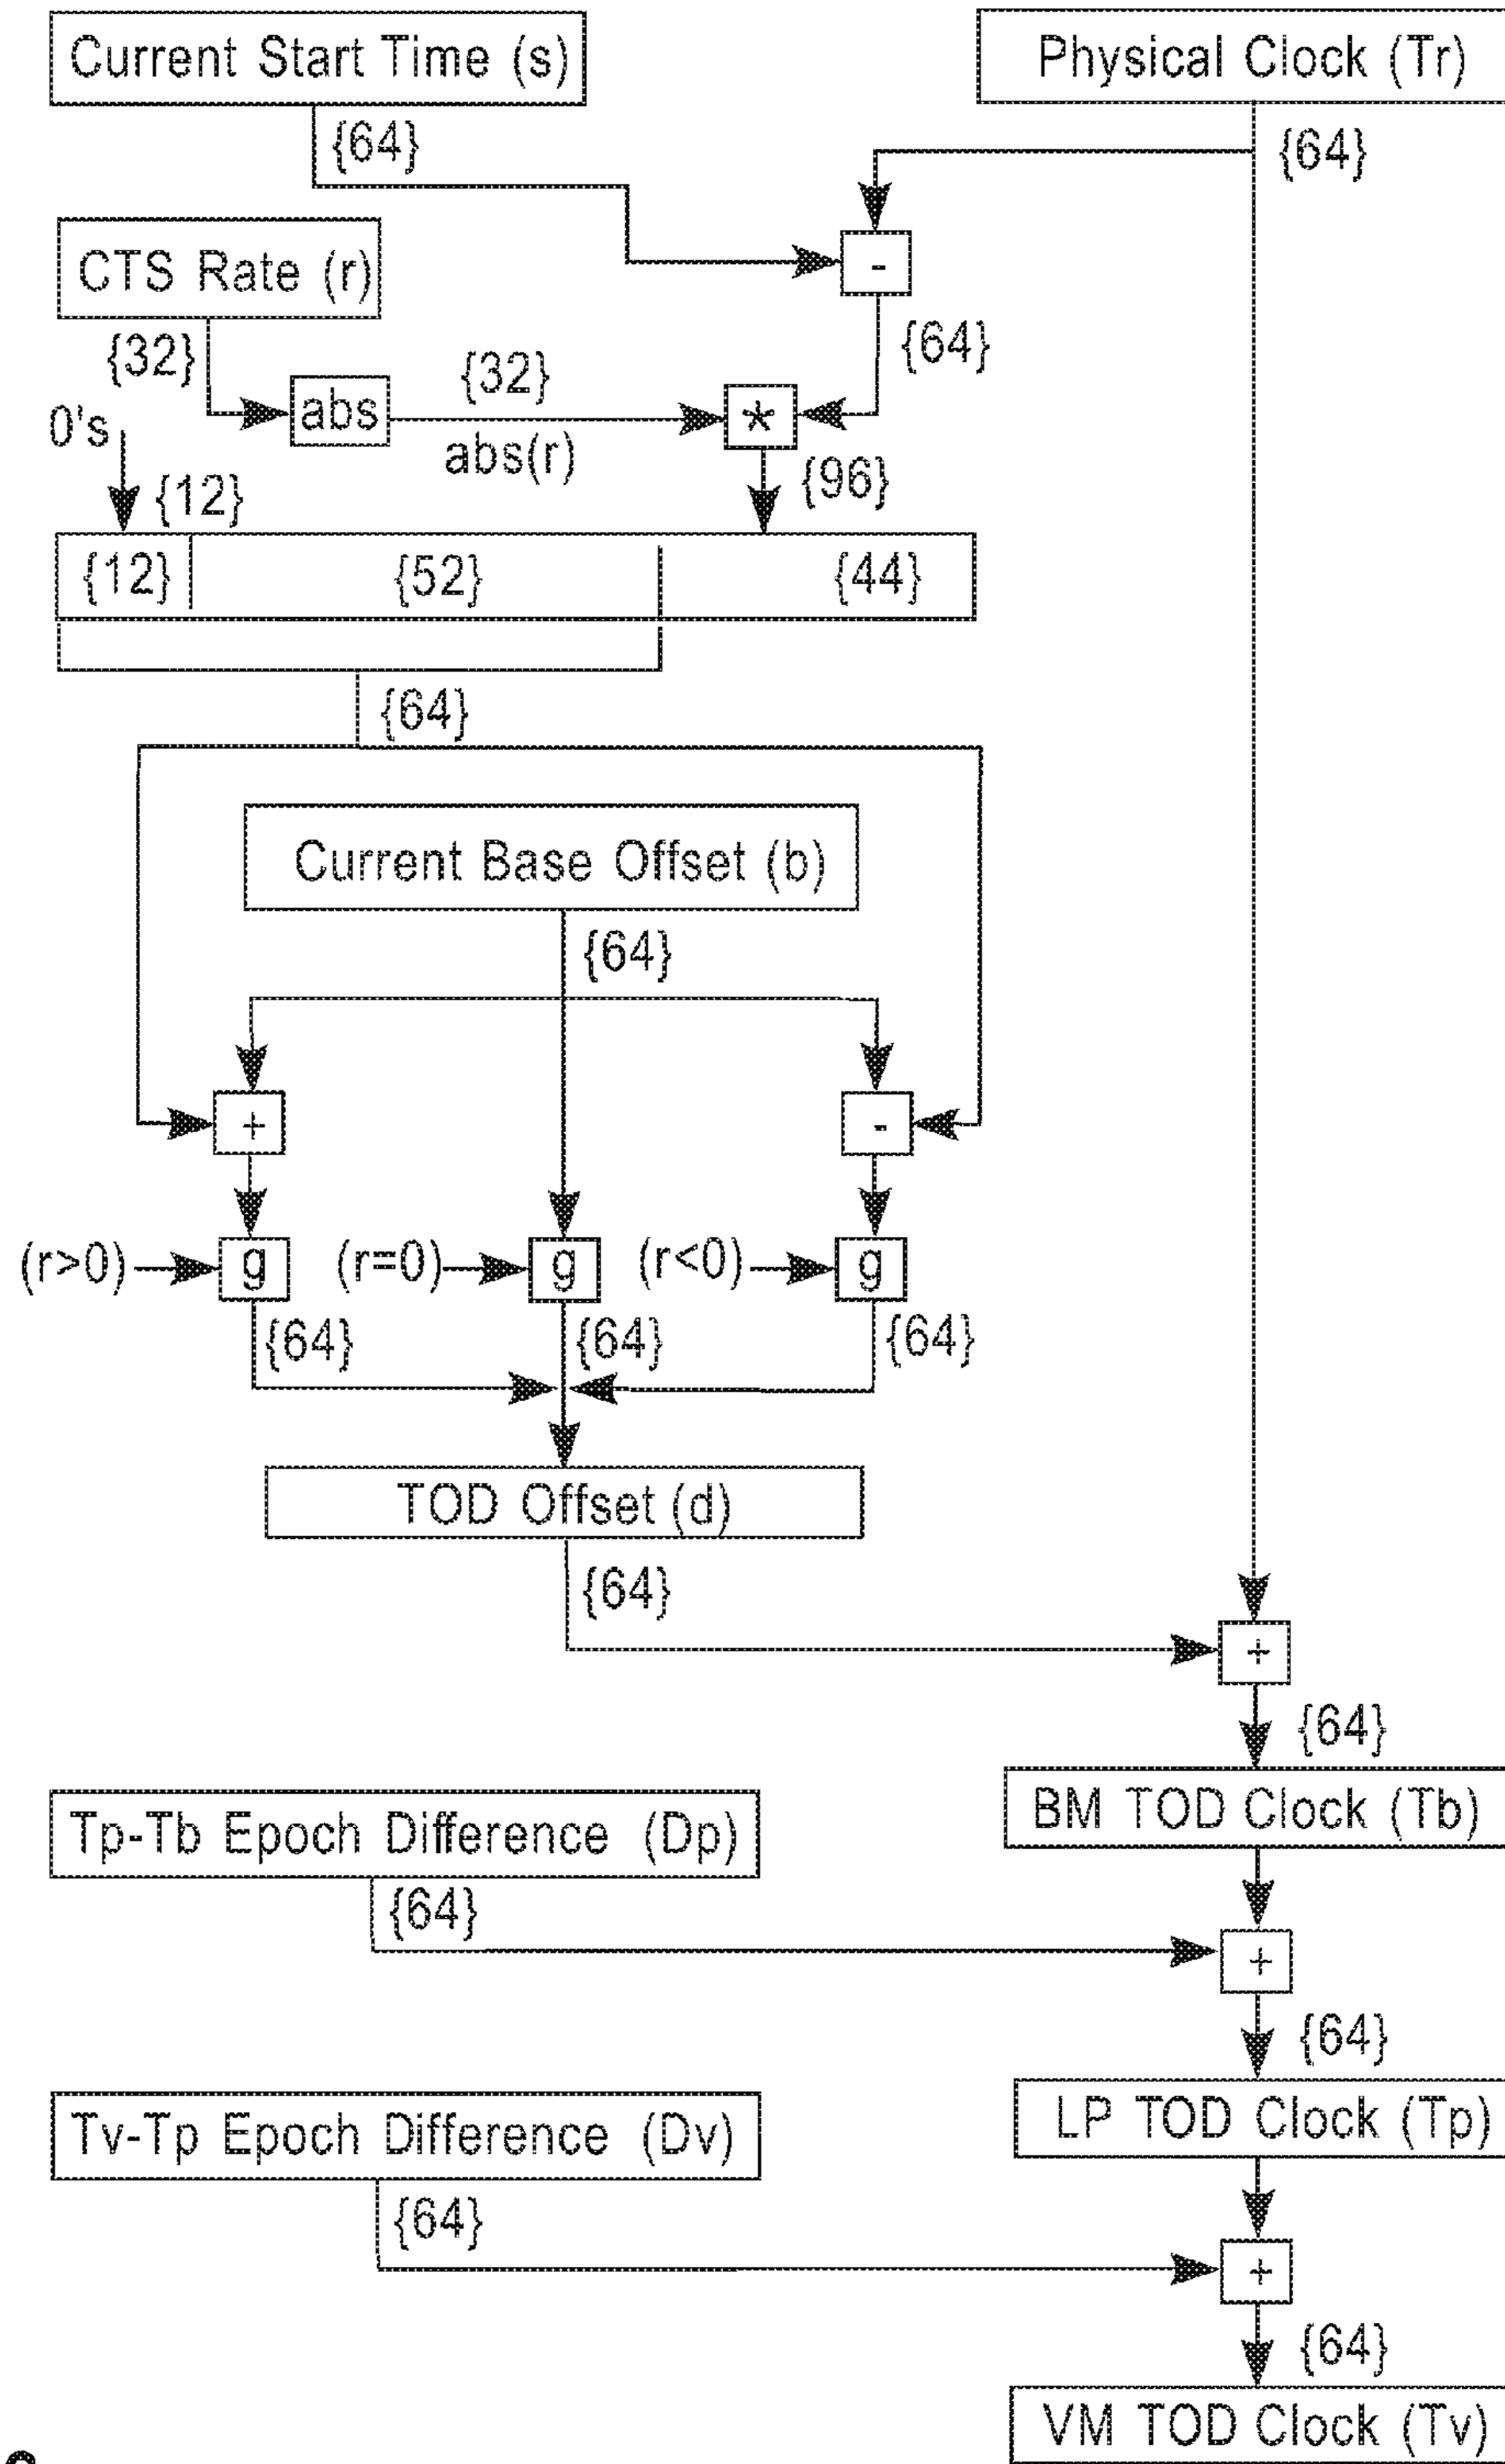 Current Start Time (s)
Physical Clock (Tr)
{64}
{64}
-
CTS Rate (r)
{32}
{64}
abs
{32}
abs(r)
*
0's
{12}
{96}
{12}
{52}
{44}
{64}
Current Base Offset (b)
{64}
+
-
(r>0)
g
(r=0)
g
(r<0)
g
{64}
{64}
{64}
TOD Offset (d)
{64}
+
{64}
BM TOD Clock (Tb)
Tp-Tb Epoch Difference (Dp)
{64}
+
{64}
LP TOD Clock (Tp)
Tv-Tp Epoch Difference (Dv)
{64}
+
{64}
VM TOD Clock (Tv)